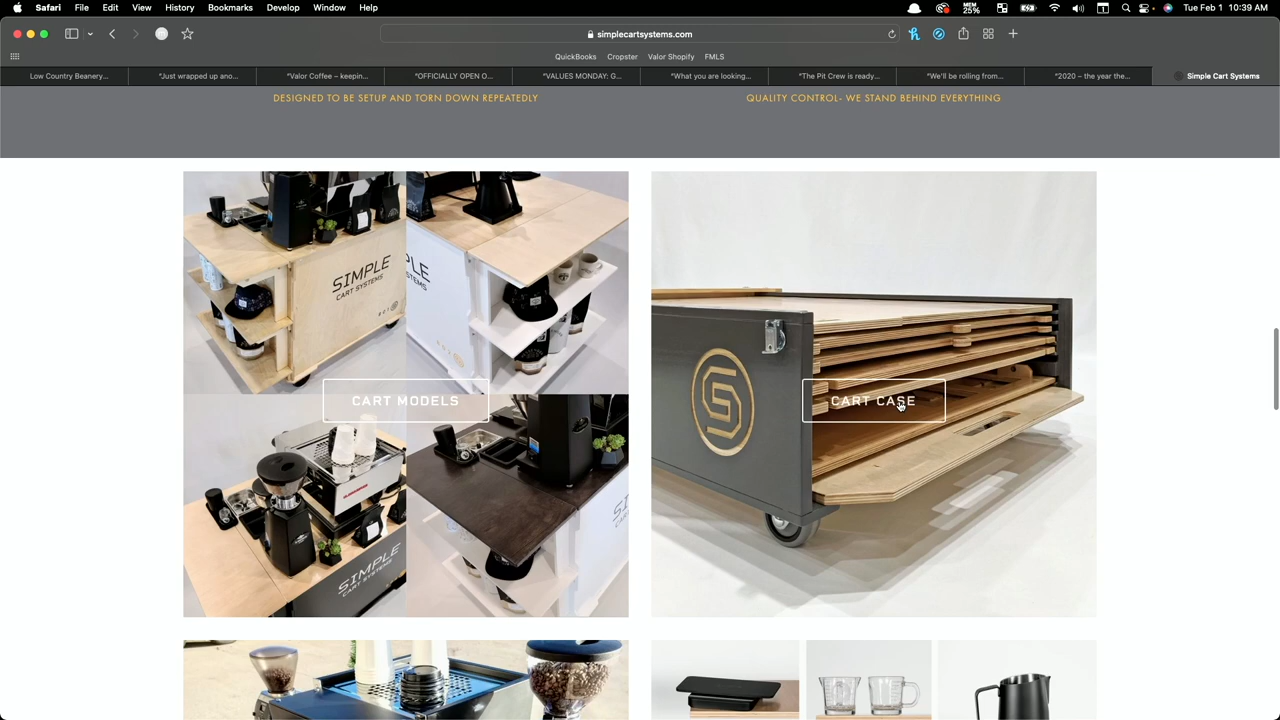 Safari File Edit View History Bookmarks Develop Window Help
MEM 25%
Tue Feb 1 10:39 AM
simplecartsystems.com
QuickBooks Cropster Valor Shopify FMLS
Low Country Beanery...
"Just wrapped up ano...
"Valor Coffee – keepin...
"OFFICIALLY OPEN O...
"VALUES MONDAY: G...
"What you are looking...
"The Pit Crew is ready...
"We'll be rolling from...
"2020 – the year the...
Simple Cart Systems
DESIGNED TO BE SETUP AND TORN DOWN REPEATEDLY
QUALITY CONTROL- WE STAND BEHIND EVERYTHING
SIMPLE
CART SYSTEMS
CART MODELS
CART CASE
SIMPLE
CART SYSTEMS